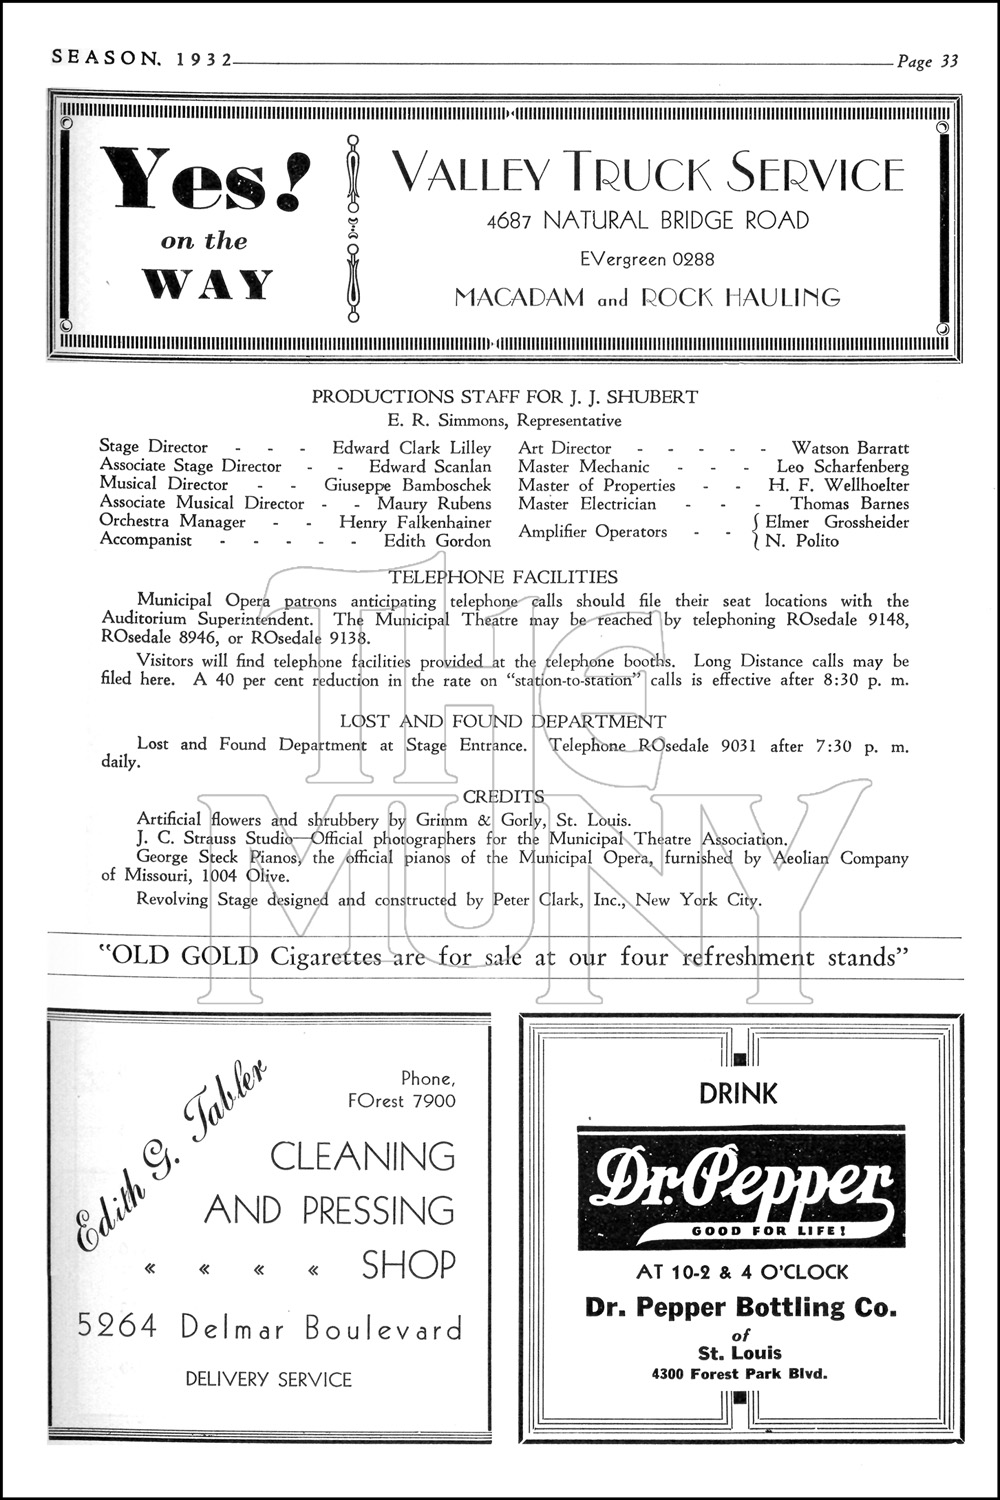 SEASON, 1932
Page 33
Yes!
on the
WAY
VALLEY TRUCK SERVICE
4687 NATURAL BRIDGE ROAD
EVergreen 0288
MACADAM and ROCK HAULING
PRODUCTIONS STAFF FOR J. J. SHUBERT
E. R. Simmons, Representative
Stage Director - - - Edward Clark Lilley
Associate Stage Director - - Edward Scanlan
Musical Director - - Giuseppe Bamboschek
Associate Musical Director - - Maury Rubens
Orchestra Manager - - Henry Falkenhainer
Accompanist - - - - - Edith Gordon
Art Director - - - - - Watson Barratt
Master Mechanic - - - Leo Scharfenberg
Master of Properties - - H. F. Wellhoelter
Master Electrician - - - Thomas Barnes
Amplifier Operators - - { Elmer Grossheider
N. Polito
TELEPHONE FACILITIES
Municipal Opera patrons anticipating telephone calls should file their seat locations with the
Auditorium Superintendent. The Municipal Theatre may be reached by telephoning ROsedale 9148,
ROsedale 8946, or ROsedale 9138.
Visitors will find telephone facilities provided at the telephone booths. Long Distance calls may be
filed here. A 40 per cent reduction in the rate on "station-to-station" calls is effective after 8:30 p. m.
LOST AND FOUND DEPARTMENT
Lost and Found Department at Stage Entrance. Telephone ROsedale 9031 after 7:30 p. m.
daily.
CREDITS
Artificial flowers and shrubbery by Grimm & Gorly, St. Louis.
J. C. Strauss Studio—Official photographers for the Municipal Theatre Association.
George Steck Pianos, the official pianos of the Municipal Opera, furnished by Aeolian Company
of Missouri, 1004 Olive.
Revolving Stage designed and constructed by Peter Clark, Inc., New York City.
THE
MUNY
"OLD GOLD Cigarettes are for sale at our four refreshment stands"
Edith G. Tabler
Phone,
FOrest 7900
CLEANING
AND PRESSING
« « « « SHOP
5264 Delmar Boulevard
DELIVERY SERVICE
DRINK
Dr. Pepper
GOOD FOR LIFE!
AT 10-2 & 4 O'CLOCK
Dr. Pepper Bottling Co.
of
St. Louis
4300 Forest Park Blvd.